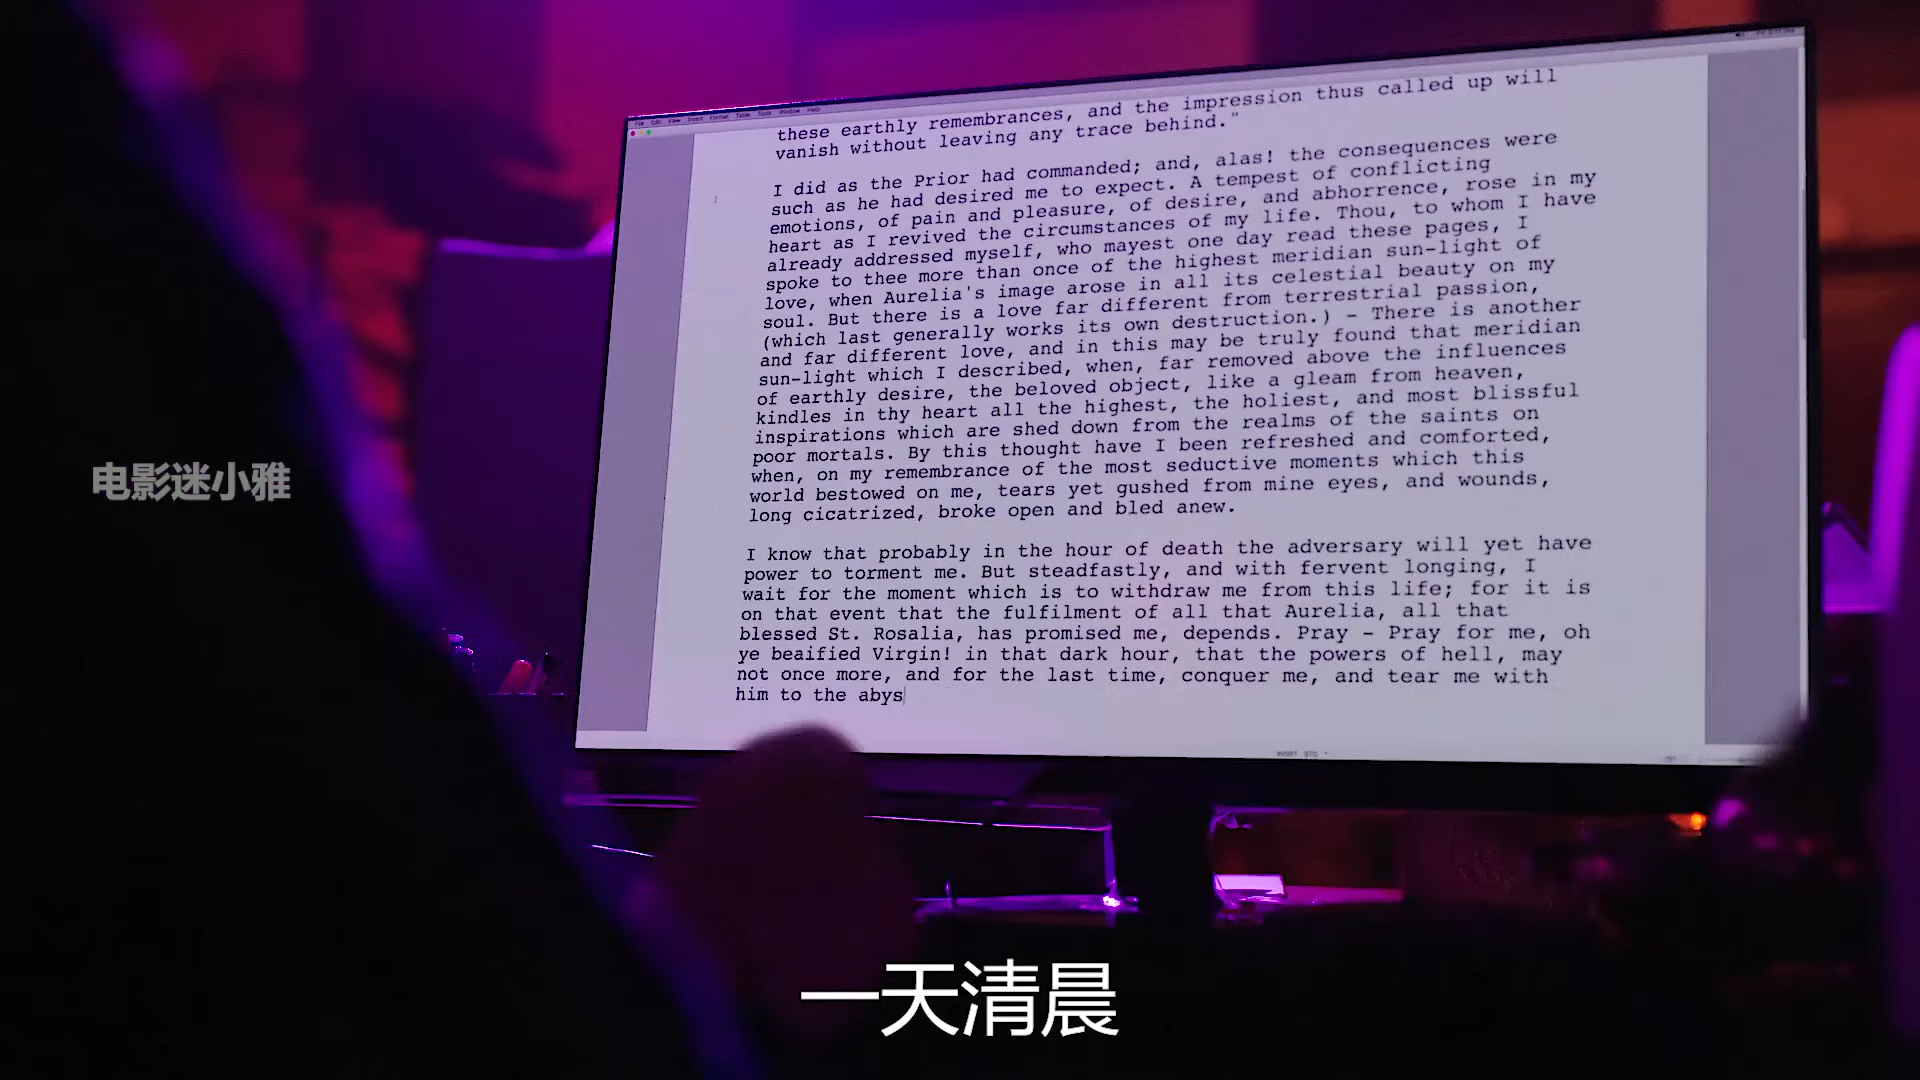 File Edit View Insert Format Table Tools Window Help
these earthly remembrances, and the impression thus called up will
vanish without leaving any trace behind."
I did as the Prior had commanded; and, alas! the consequences were
such as he had desired me to expect. A tempest of conflicting
emotions, of pain and pleasure, of desire, and abhorrence, rose in my
heart as I revived the circumstances of my life. Thou, to whom I have
already addressed myself, who mayest one day read these pages, I
spoke to thee more than once of the highest meridian sun-light of
love, when Aurelia's image arose in all its celestial beauty on my
soul. But there is a love far different from terrestrial passion,
(which last generally works its own destruction.) - There is another
and far different love, and in this may be truly found that meridian
sun-light which I described, when, far removed above the influences
of earthly desire, the beloved object, like a gleam from heaven,
kindles in thy heart all the highest, the holiest, and most blissful
inspirations which are shed down from the realms of the saints on
poor mortals. By this thought have I been refreshed and comforted,
when, on my remembrance of the most seductive moments which this
world bestowed on me, tears yet gushed from mine eyes, and wounds,
long cicatrized, broke open and bled anew.
I know that probably in the hour of death the adversary will yet have
power to torment me. But steadfastly, and with fervent longing, I
wait for the moment which is to withdraw me from this life; for it is
on that event that the fulfilment of all that Aurelia, all that
blessed St. Rosalia, has promised me, depends. Pray - Pray for me, oh
ye beaified Virgin! in that dark hour, that the powers of hell, may
not once more, and for the last time, conquer me, and tear me with
him to the abys
电影迷小雅
一天清晨